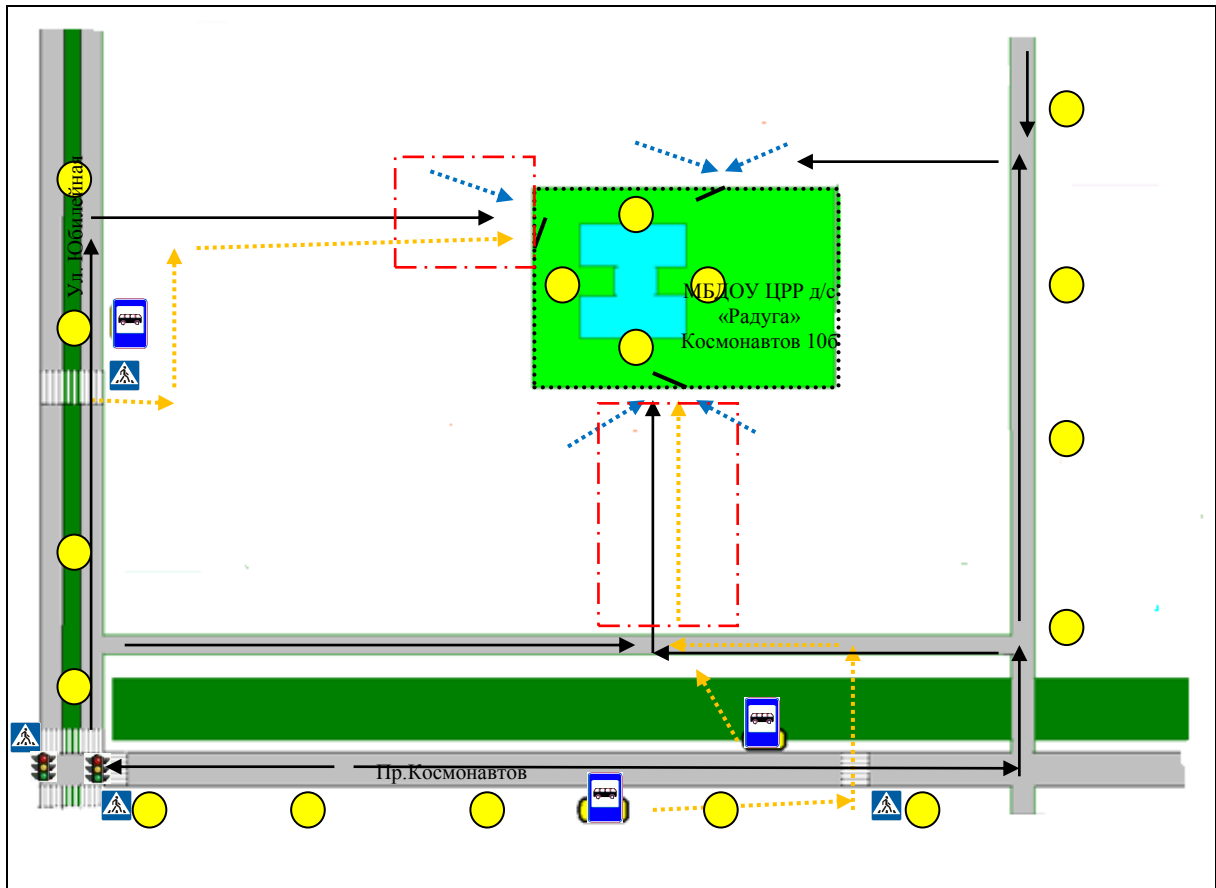 Ул. Юбилейная
МБДОУ ЦРР д/с
«Радуга»
Космонавтов 10б
Пр.Космонавтов